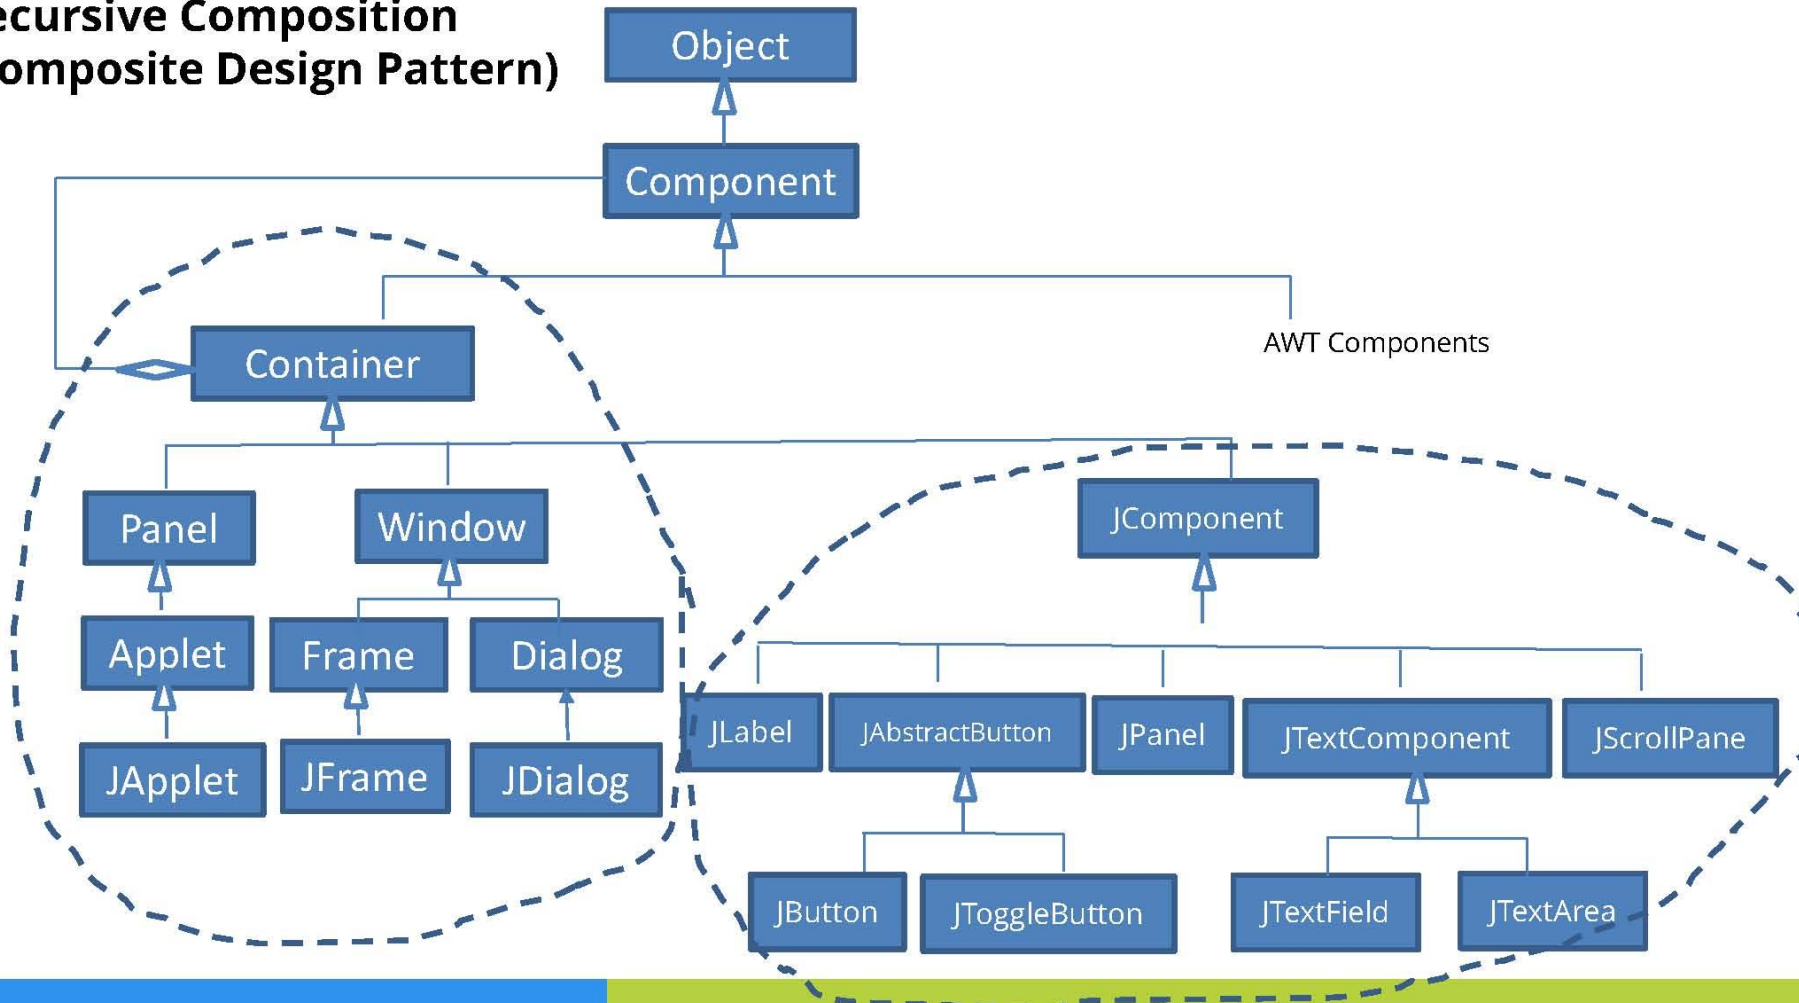 ecursive Composition
omposite Design Pattern)
Object
Component
Container
AWT Components
Panel
Window
JComponent
Applet
Frame
Dialog
JLabel
JAbstractButton
JPanel
JTextComponent
JScrollPane
JApplet
JFrame
JDialog
JButton
JToggleButton
JTextField
JTextArea